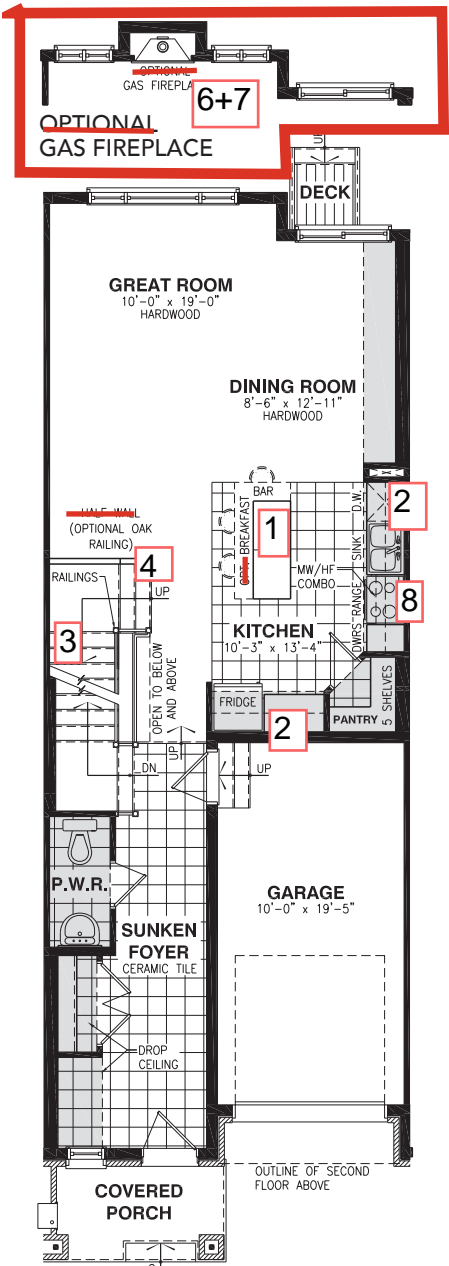 OPTIONAL
GAS FIREPLA
6+7
OPTIONAL
GAS FIREPLACE
UP
DECK
GREAT ROOM
10'-0" x 19'-0"
HARDWOOD
DINING ROOM
8'-6" x 12'-11"
HARDWOOD
BAR
OPT. BREAKFAST
1
D.W.
2
SINK
HALF WALL
(OPTIONAL OAK
RAILING)
4
MW/HF
COMBO
RAILINGS
UP
DWRS RANGE
8
3
KITCHEN
10'-3" x 13'-4"
OPEN TO BELOW
AND ABOVE
FRIDGE
2
PANTRY
5 SHELVES
UP
DN
UP
P.W.R.
GARAGE
10'-0" x 19'-5"
SUNKEN
FOYER
CERAMIC TILE
DROP
CEILING
OUTLINE OF SECOND
FLOOR ABOVE
COVERED
PORCH